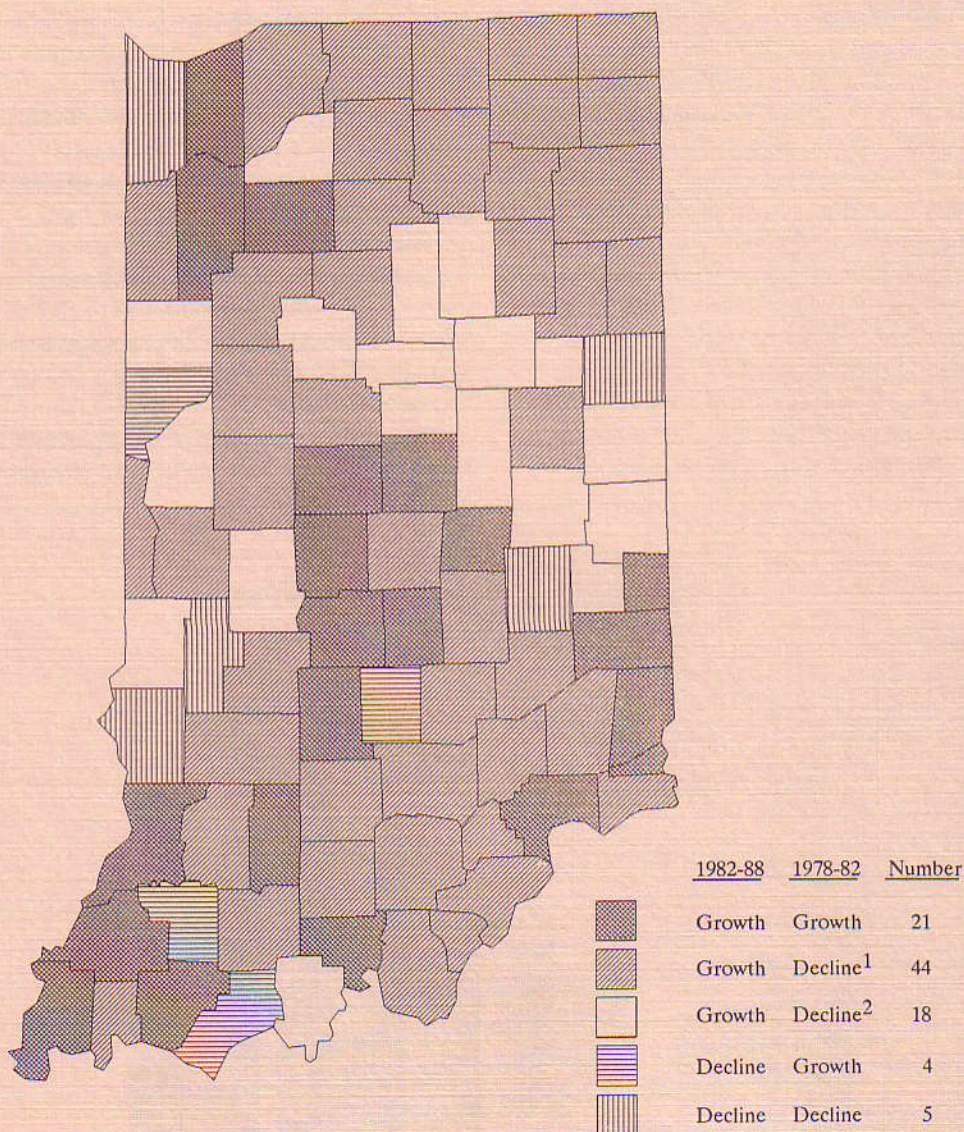 1982-88 1978-82 Number
Growth Growth 21
Growth Decline1 44
Growth Decline2 18
Decline Growth 4
Decline Decline 5